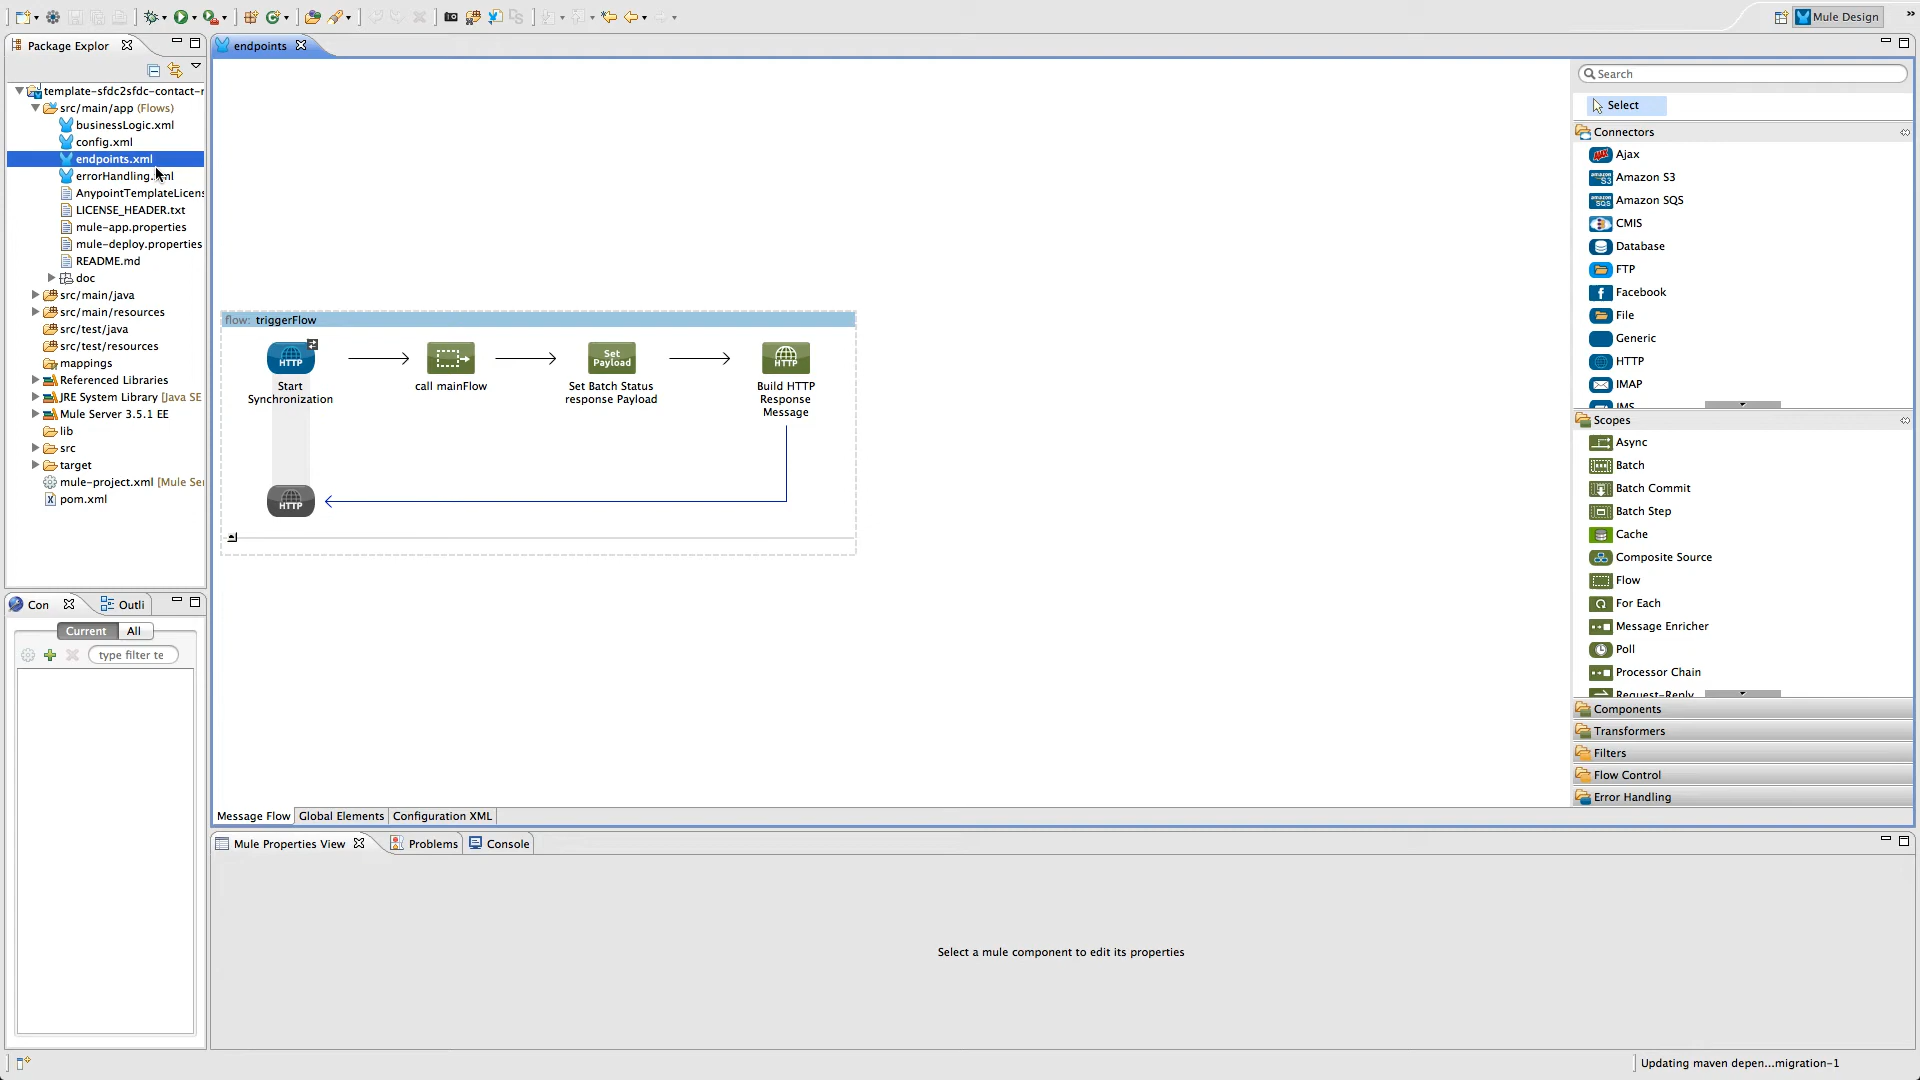 Mule Design
»
Package Explor
template-sfdc2sfdc-contact-r
src/main/app (Flows)
businessLogic.xml
config.xml
endpoints.xml
errorHandling.xml
AnypointTemplateLicens
LICENSE_HEADER.txt
mule-app.properties
mule-deploy.properties
README.md
doc
src/main/java
src/main/resources
src/test/java
src/test/resources
mappings
Referenced Libraries
JRE System Library [Java SE
Mule Server 3.5.1 EE
lib
src
target
mule-project.xml [Mule Ser
pom.xml
Con
Outli
Current
All
type filter te
endpoints
flow: triggerFlow
HTTP
Start
Synchronization
call mainFlow
Set
Payload
Set Batch Status
response Payload
HTTP
Build HTTP
Response
Message
HTTP
Message Flow
Global Elements
Configuration XML
Search
Select
Connectors
Ajax
Amazon S3
Amazon SQS
CMIS
Database
FTP
Facebook
File
Generic
HTTP
IMAP
JMS
Scopes
Async
Batch
Batch Commit
Batch Step
Cache
Composite Source
Flow
For Each
Message Enricher
Poll
Processor Chain
Request-Reply
Components
Transformers
Filters
Flow Control
Error Handling
Mule Properties View
Problems
Console
Select a mule component to edit its properties
Updating maven depen...migration-1